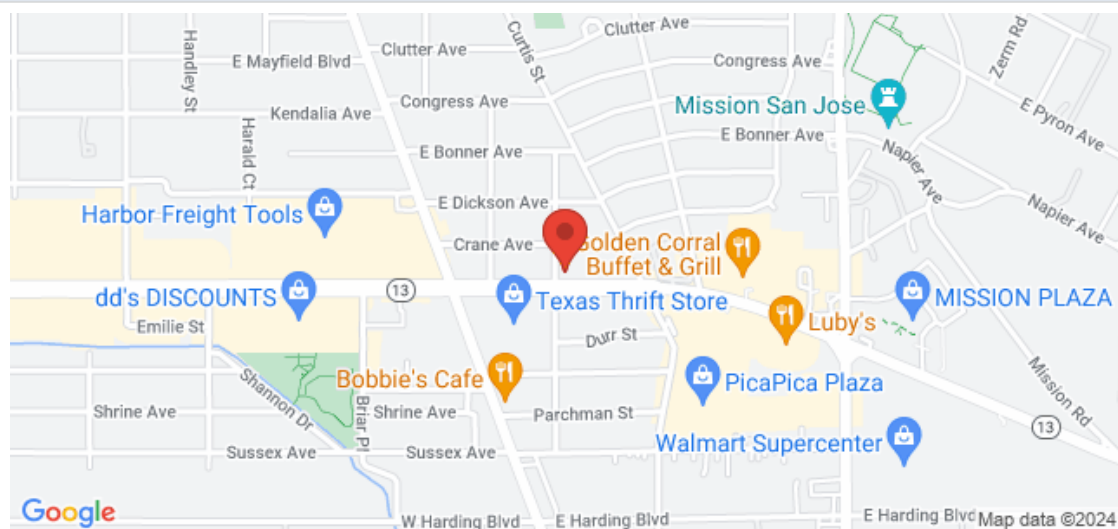 Clutter Ave
Clutter Ave
Handley St
Curtis St
E Mayfield Blvd
Congress Ave
Zerm Rd
Congress Ave
Kendalia Ave
Mission San Jose
E Pyron Ave
Harald Ct
E Bonner Ave
E Bonner Ave
Napier Ave
E Dickson Ave
Napier Ave
Harbor Freight Tools
Crane Ave
Golden Corral
Buffet & Grill
13
dd's DISCOUNTS
Texas Thrift Store
MISSION PLAZA
Emilie St
Luby's
Durr St
Bobbie's Cafe
PicaPica Plaza
Mission Rd
Shannon Dr
Briar Pl
Shrine Ave
Shrine Ave
Parchman St
13
Walmart Supercenter
Sussex Ave
Sussex Ave
Google
W Harding Blvd
E Harding Blvd
E Harding Blvd
Map data ©2024